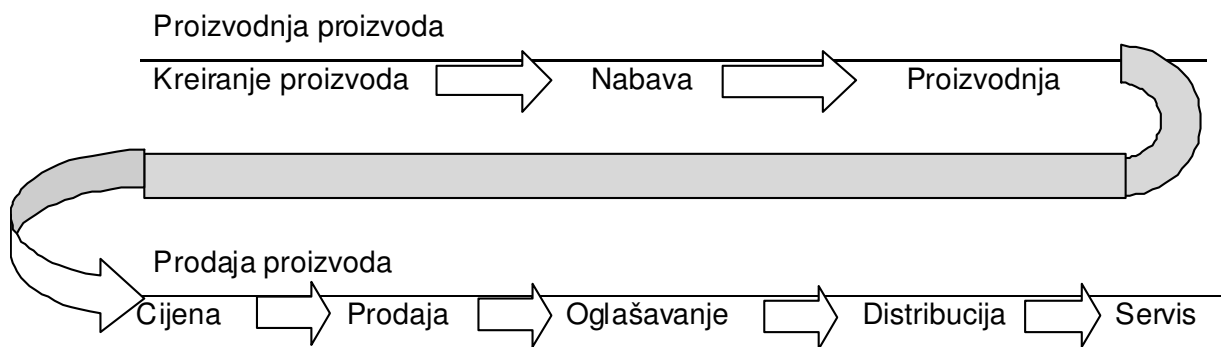 Proizvodnja proizvoda
Kreiranje proizvoda Nabava Proizvodnja
Prodaja proizvoda
Cijena Prodaja Oglašavanje Distribucija Servis